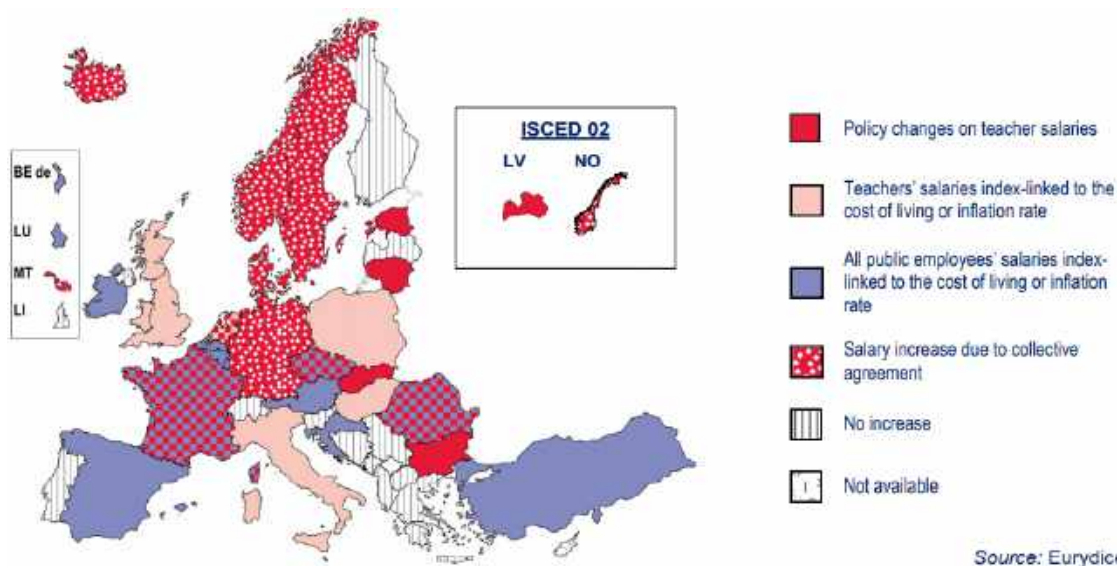 ISCED 02
LV NO
BE de
LU
MT
LI
Policy changes on teacher salaries
Teachers' salaries index-linked to the
cost of living or inflation rate
All public employees' salaries index-
linked to the cost of living or inflation
rate
Salary increase due to collective
agreement
No increase
Not available
Source: Eurydice